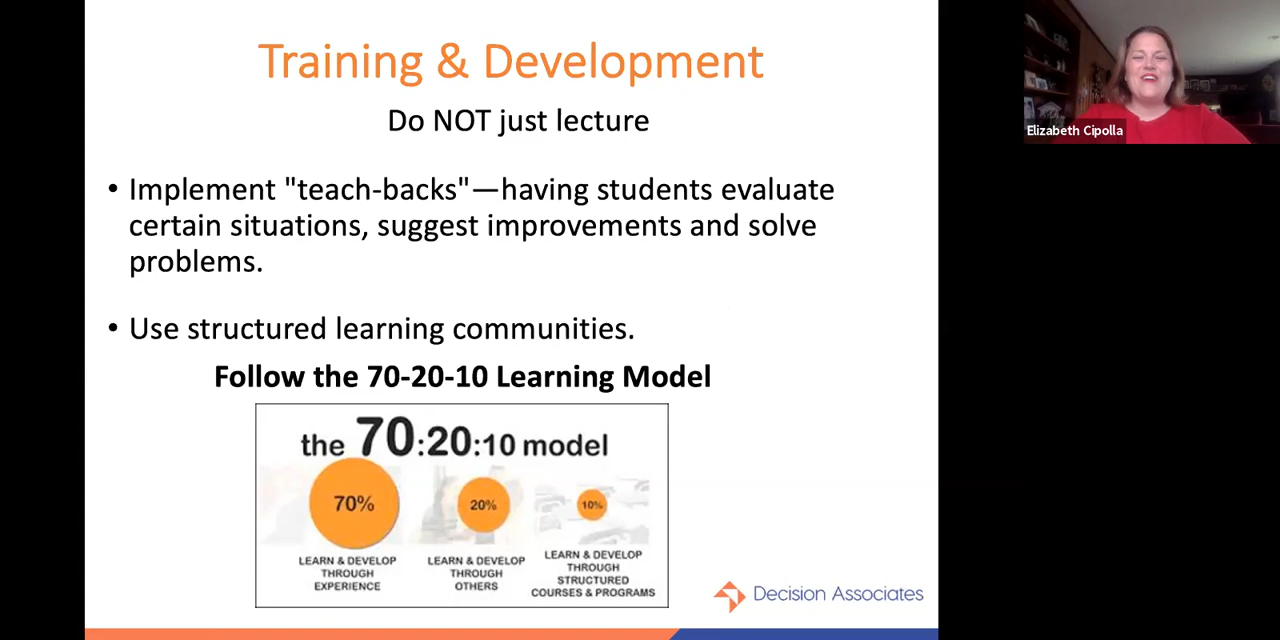 Training & Development
Do NOT just lecture
• Implement "teach-backs"—having students evaluate
certain situations, suggest improvements and solve
problems.
• Use structured learning communities.
Follow the 70-20-10 Learning Model
the 70:20:10 model
70%
20%
10%
LEARN & DEVELOP
THROUGH
EXPERIENCE
LEARN & DEVELOP
THROUGH
OTHERS
LEARN & DEVELOP
THROUGH
STRUCTURED
COURSES & PROGRAMS
Decision Associates
Elizabeth Cipolla